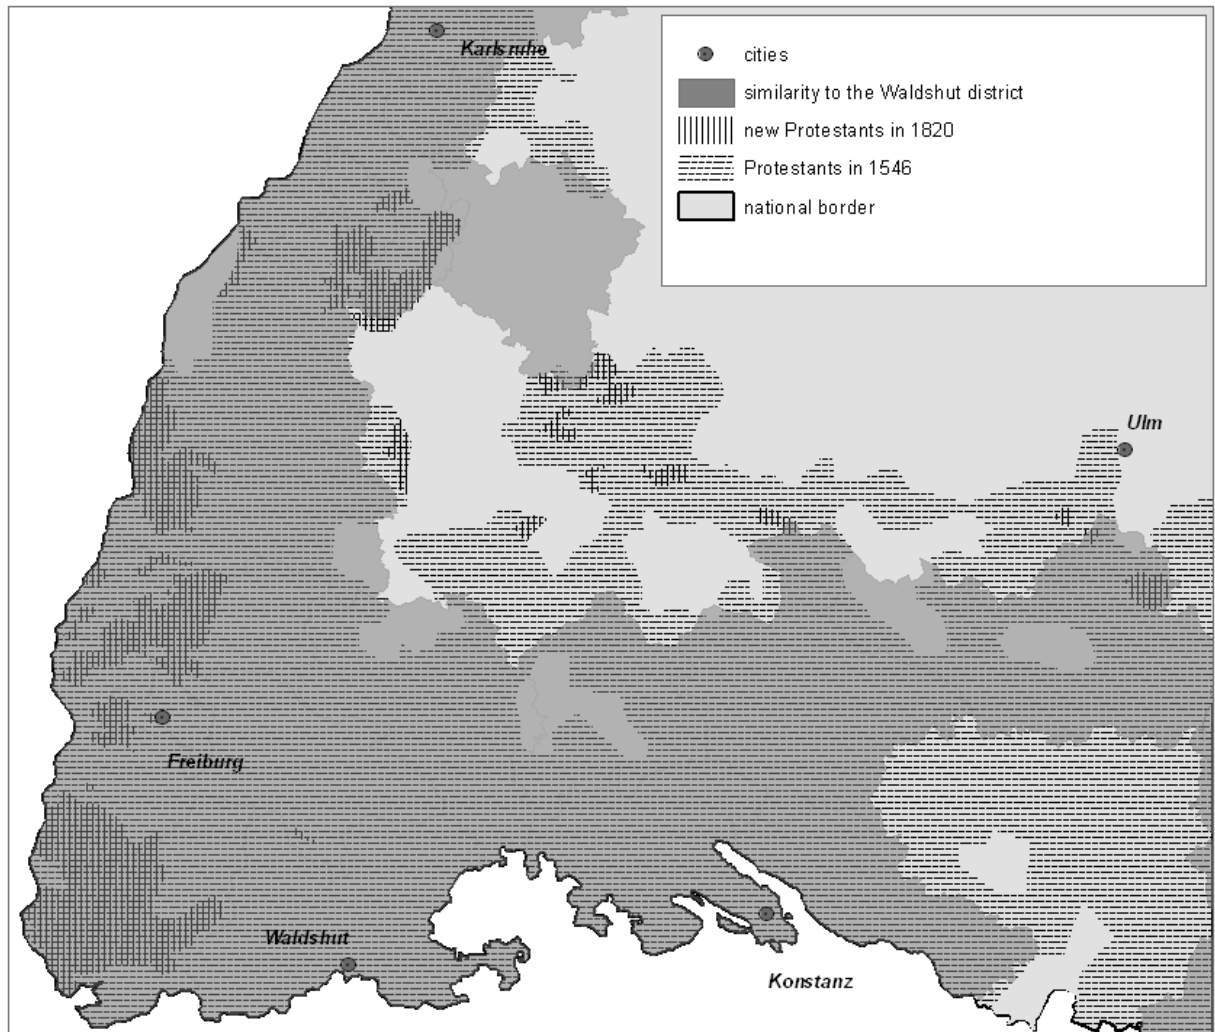 Karlsruhe
cities
similarity to the Waldshut district
new Protestants in 1820
Protestants in 1546
national border
Ulm
Freiburg
Waldshut
Konstanz